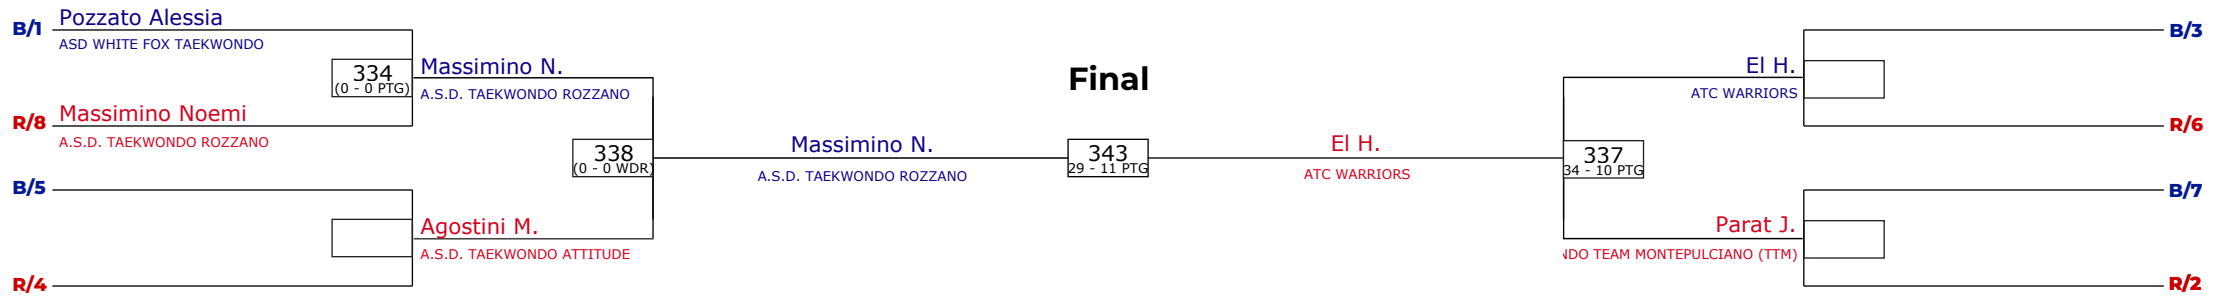 B/1
Pozzato Alessia
ASD WHITE FOX TAEKWONDO
334
(0 - 0 PTG)
R/8
Massimino Noemi
A.S.D. TAEKWONDO ROZZANO
Massimino N.
A.S.D. TAEKWONDO ROZZANO
338
(0 - 0 WDR)
B/5
R/4
Agostini M.
A.S.D. TAEKWONDO ATTITUDE
Massimino N.
A.S.D. TAEKWONDO ROZZANO
Final
343
29 - 11 PTG
El H.
ATC WARRIORS
337
34 - 10 PTG
El H.
ATC WARRIORS
B/3
R/6
Parat J.
TEAM MONTEPULCIANO (TTM)
B/7
R/2